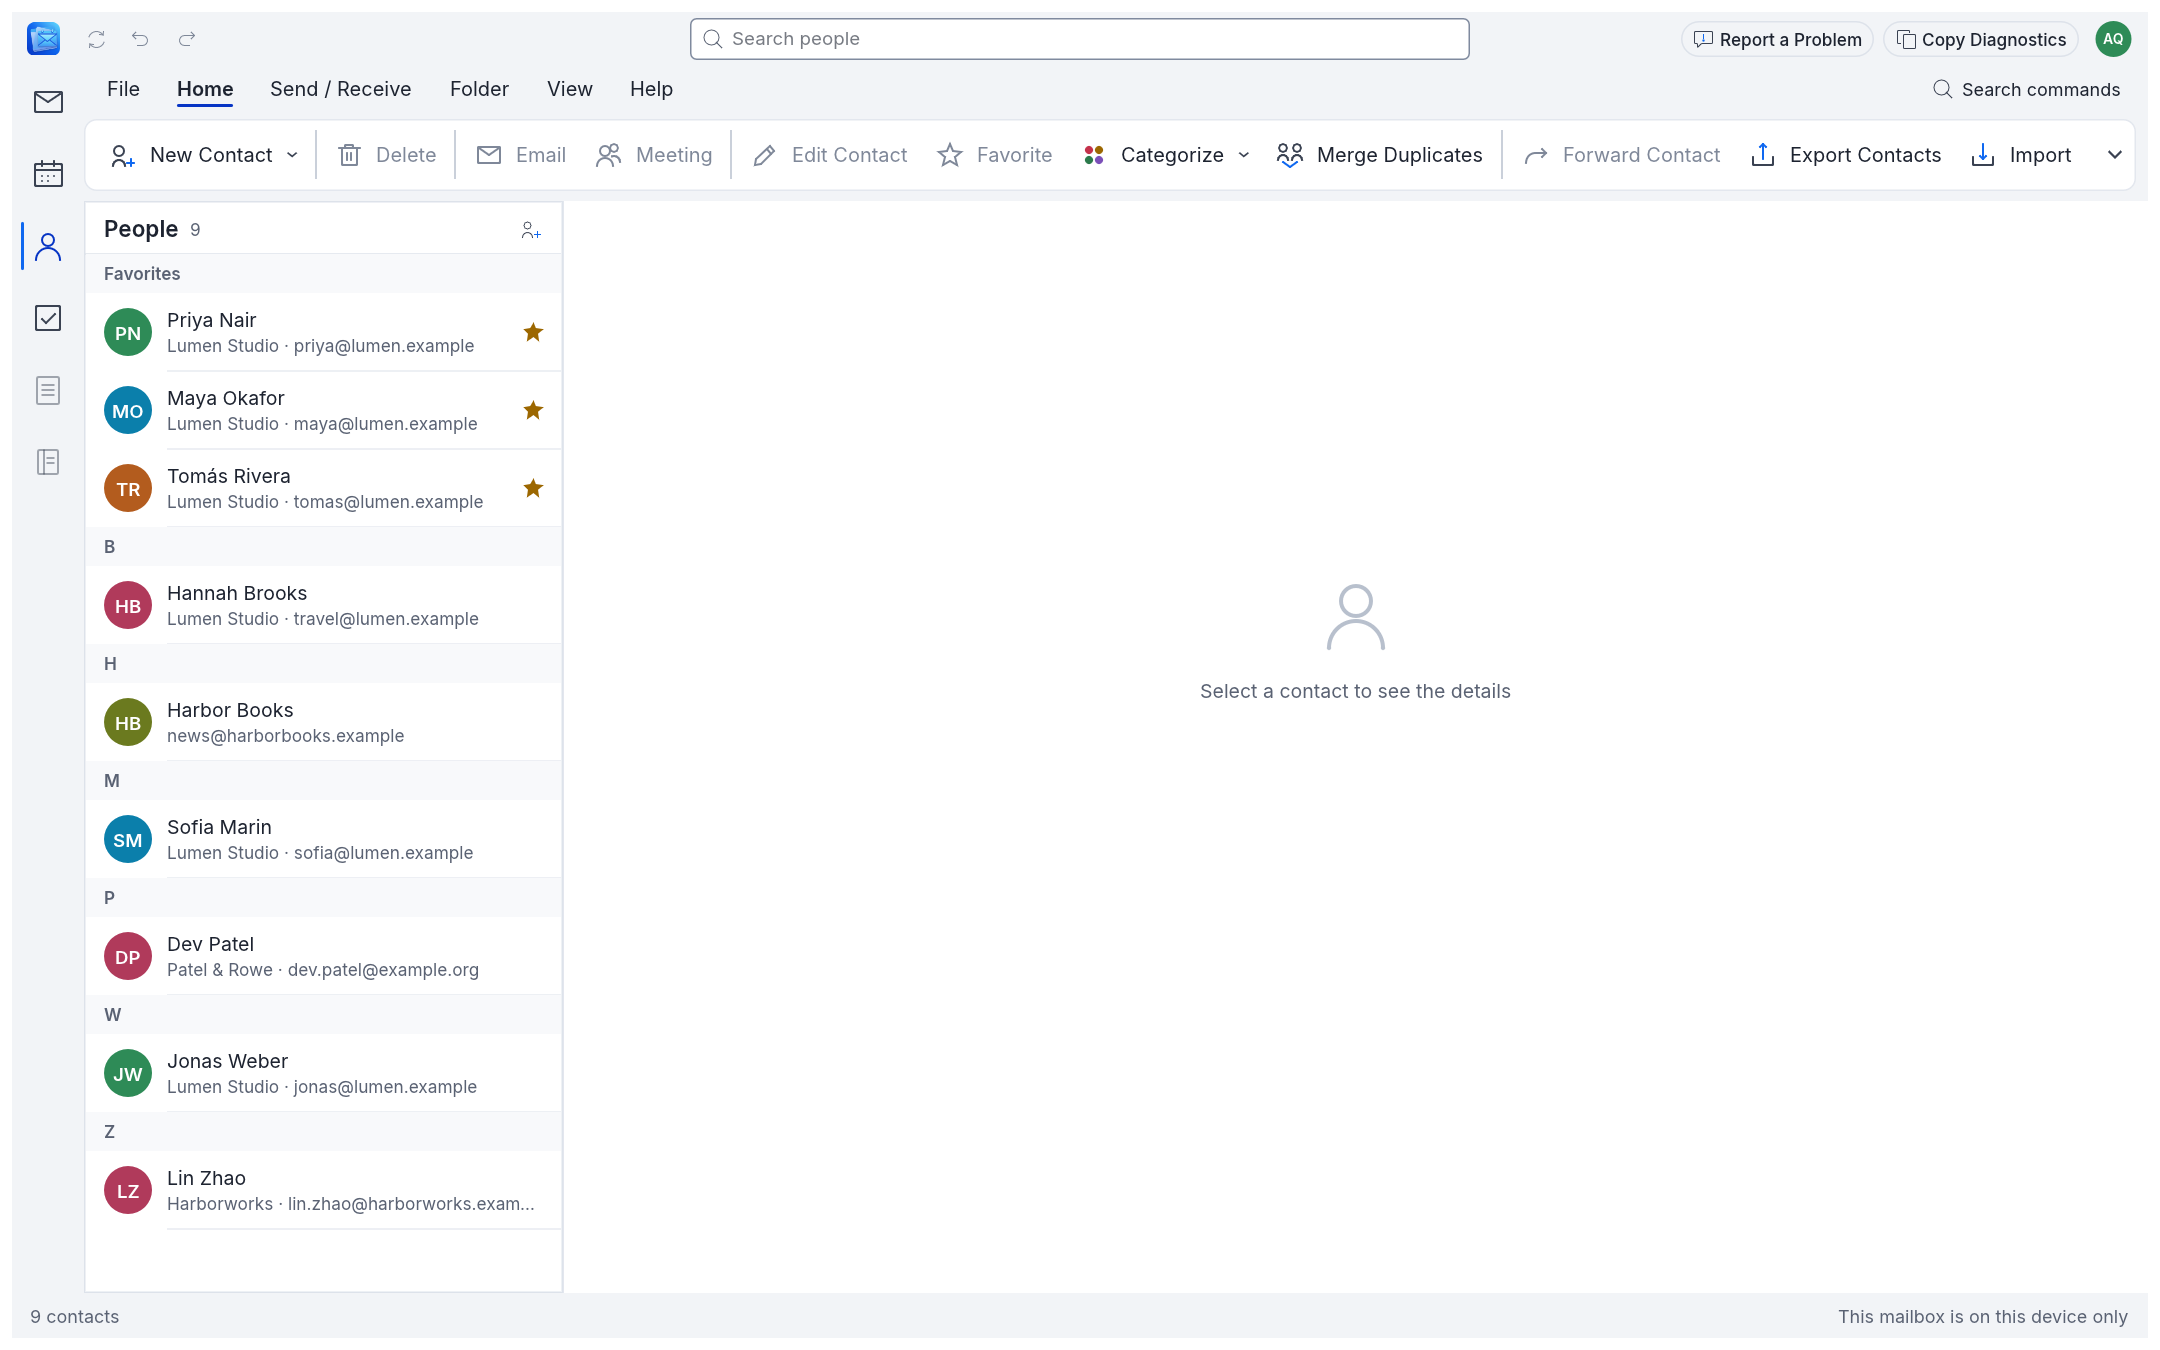 Search people
Report a Problem
Copy Diagnostics
AQ
File
Home
Send / Receive
Folder
View
Help
Search commands
New Contact
Delete
Email
Meeting
Edit Contact
Favorite
Categorize
Merge Duplicates
Forward Contact
Export Contacts
Import
People 9
Favorites
PN
Priya Nair
Lumen Studio · priya@lumen.example
MO
Maya Okafor
Lumen Studio · maya@lumen.example
TR
Tomás Rivera
Lumen Studio · tomas@lumen.example
B
HB
Hannah Brooks
Lumen Studio · travel@lumen.example
H
HB
Harbor Books
news@harborbooks.example
M
SM
Sofia Marin
Lumen Studio · sofia@lumen.example
P
DP
Dev Patel
Patel & Rowe · dev.patel@example.org
W
JW
Jonas Weber
Lumen Studio · jonas@lumen.example
Z
LZ
Lin Zhao
Harborworks · lin.zhao@harborworks.exam...
Select a contact to see the details
9 contacts
This mailbox is on this device only